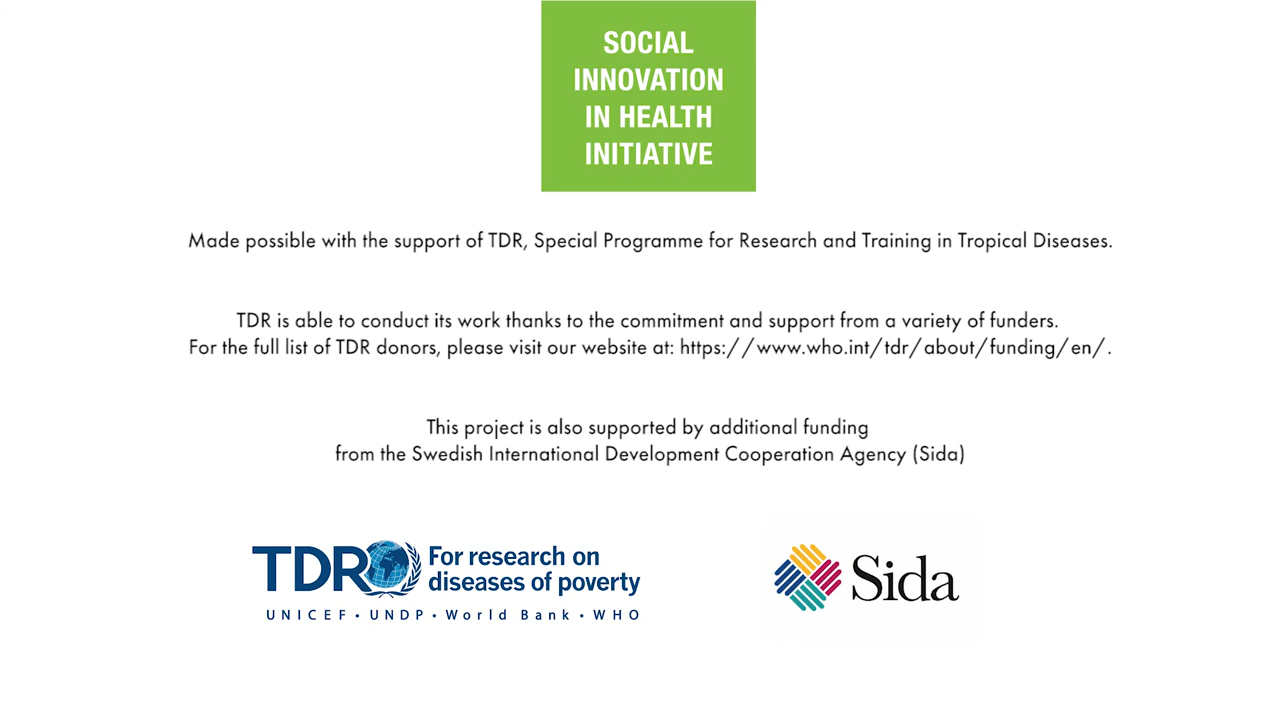 SOCIAL
INNOVATION
IN HEALTH
INITIATIVE
Made possible with the support of TDR, Special Programme for Research and Training in Tropical Diseases.
TDR is able to conduct its work thanks to the commitment and support from a variety of funders.
For the full list of TDR donors, please visit our website at: https://www.who.int/tdr/about/funding/en/.
This project is also supported by additional funding
from the Swedish International Development Cooperation Agency (Sida)
TDR For research on
diseases of poverty
UNICEF • UNDP • World Bank • WHO
Sida